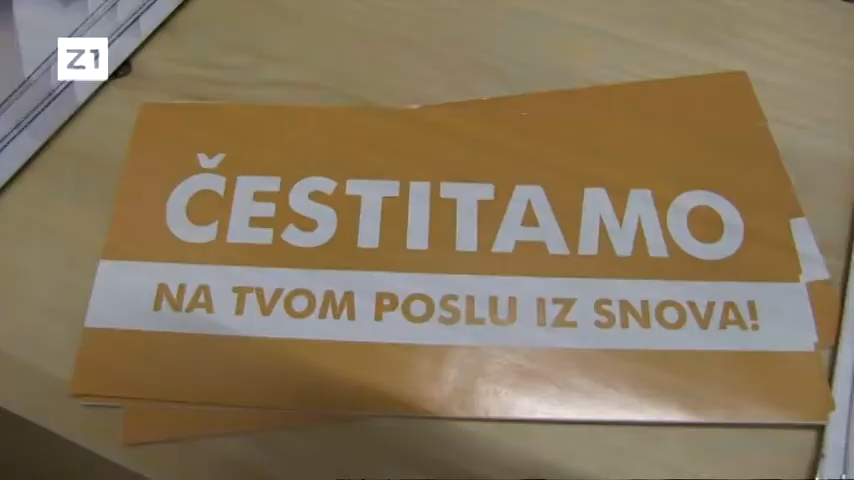 Z1
ČESTITAMO
NA TVOM POSLU IZ SNOVA!